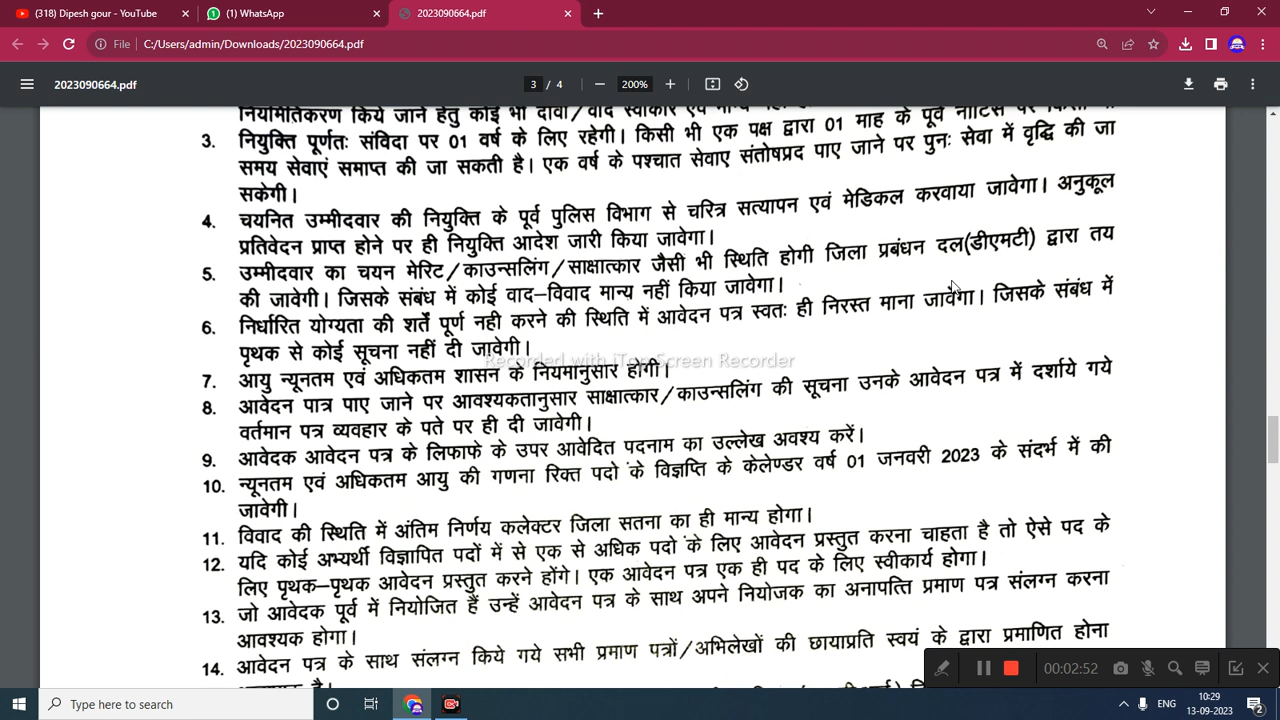 (318) Dipesh gour - YouTube
(1) WhatsApp
2023090664.pdf
File C:/Users/admin/Downloads/2023090664.pdf
2023090664.pdf 3 / 4 200%
किये जाने हेतु कोई भी दावा/वाद स्वीकार एवं
3. नियुक्ति पूर्णतः संविदा पर 01 वर्ष के लिए रहेगी। किसी भी एक पक्ष द्वारा 01 माह के पूर्व नोटिस पर
समय सेवाएं समाप्त की जा सकती है। एक वर्ष के पश्चात सेवाए संतोषप्रद पाए जाने पर पुनः सेवा में वृद्धि की जा
सकेगी।
4. चयनित उम्मीदवार की नियुक्ति के पूर्व पुलिस विभाग से चरित्र सत्यापन एवं मेडिकल करवाया जावेगा। अनुकूल
प्रतिवेदन प्राप्त होने पर ही नियुक्ति आदेश जारी किया जावेगा।
5. उम्मीदवार का चयन मेरिट/काउन्सलिंग/साक्षात्कार जैसी भी स्थिति होगी जिला प्रबंधन दल(डीएमटी) द्वारा तय
की जावेगी। जिसके संबंध में कोई वाद–विवाद मान्य नहीं किया जावेगा।
6. निर्धारित योग्यता की शर्तें पूर्ण नही करने की स्थिति में आवेदन पत्र स्वतः ही निरस्त माना जावेगा। जिसके संबंध में
पृथक से कोई सूचना नहीं दी जावेगी।
Recorded with iTop Screen Recorder
7. आयु न्यूनतम एवं अधिकतम शासन के नियमानुसार होगी।
8. आवेदन पात्र पाए जाने पर आवश्यकतानुसार साक्षात्कार/काउन्सलिंग की सूचना उनके आवेदन पत्र में दर्शाये गये
वर्तमान पत्र व्यवहार के पते पर ही दी जावेगी।
9. आवेदक आवेदन पत्र के लिफाफे के उपर आवेदित पदनाम का उल्लेख अवश्य करें।
10. न्यूनतम एवं अधिकतम आयु की गणना रिक्त पदो के विज्ञप्ति के केलेण्डर वर्ष 01 जनवरी 2023 के संदर्भ में की
जावेगी।
11. विवाद की स्थिति में अंतिम निर्णय कलेक्टर जिला सतना का ही मान्य होगा।
12. यदि कोई अभ्यर्थी विज्ञापित पदों में से एक से अधिक पदो के लिए आवेदन प्रस्तुत करना चाहता है तो ऐसे पद के
लिए पृथक–पृथक आवेदन प्रस्तुत करने होंगे। एक आवेदन पत्र एक ही पद के लिए स्वीकार्य होगा।
13. जो आवेदक पूर्व में नियोजित हैं उन्हें आवेदन पत्र के साथ अपने नियोजक का अनापत्ति प्रमाण पत्र संलग्न करना
आवश्यक होगा।
14. आवेदन पत्र के साथ संलग्न किये गये सभी प्रमाण पत्रों/अभिलेखों की छायाप्रति स्वयं के द्वारा प्रमाणित होना
00:02:52
Type here to search
ENG
10:29
13-09-2023
2